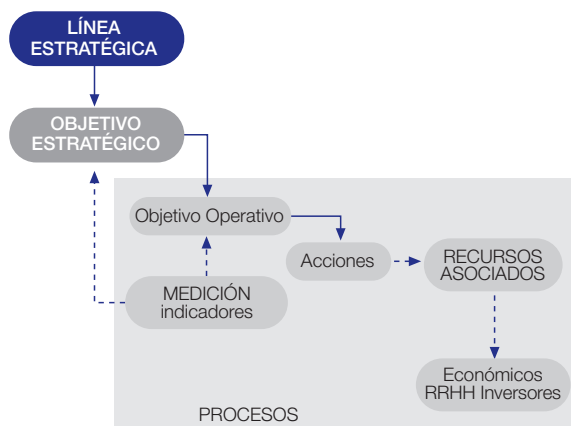 LÍNEA
ESTRATÉGICA
OBJETIVO
ESTRATÉGICO
Objetivo Operativo
Acciones
RECURSOS
ASOCIADOS
MEDICIÓN
indicadores
Económicos
RRHH Inversores
PROCESOS